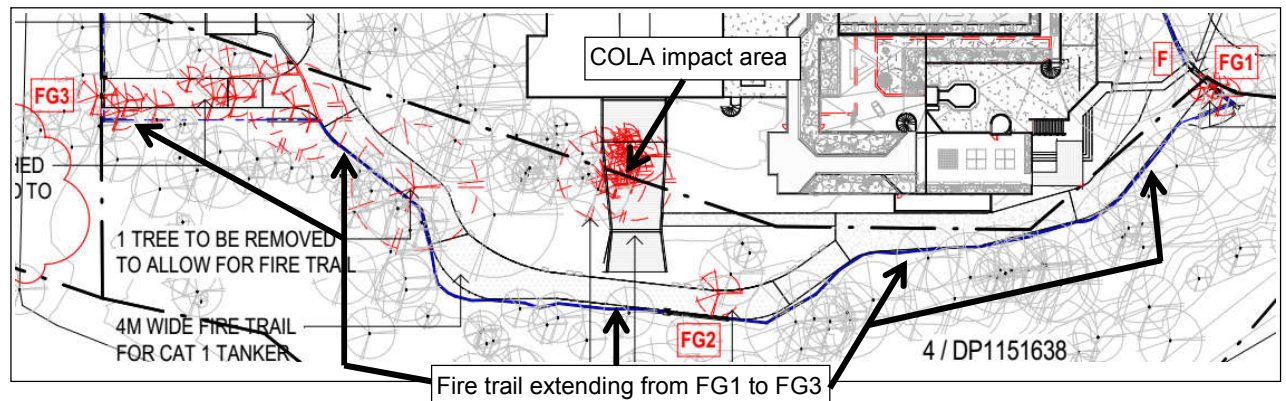 COLA impact area
F
FG1
FG3
HED
O TO
1 TREE TO BE REMOVED
TO ALLOW FOR FIRE TRAIL
4M WIDE FIRE TRAIL
FOR CAT 1 TANKER
FG2
4 / DP1151638
Fire trail extending from FG1 to FG3